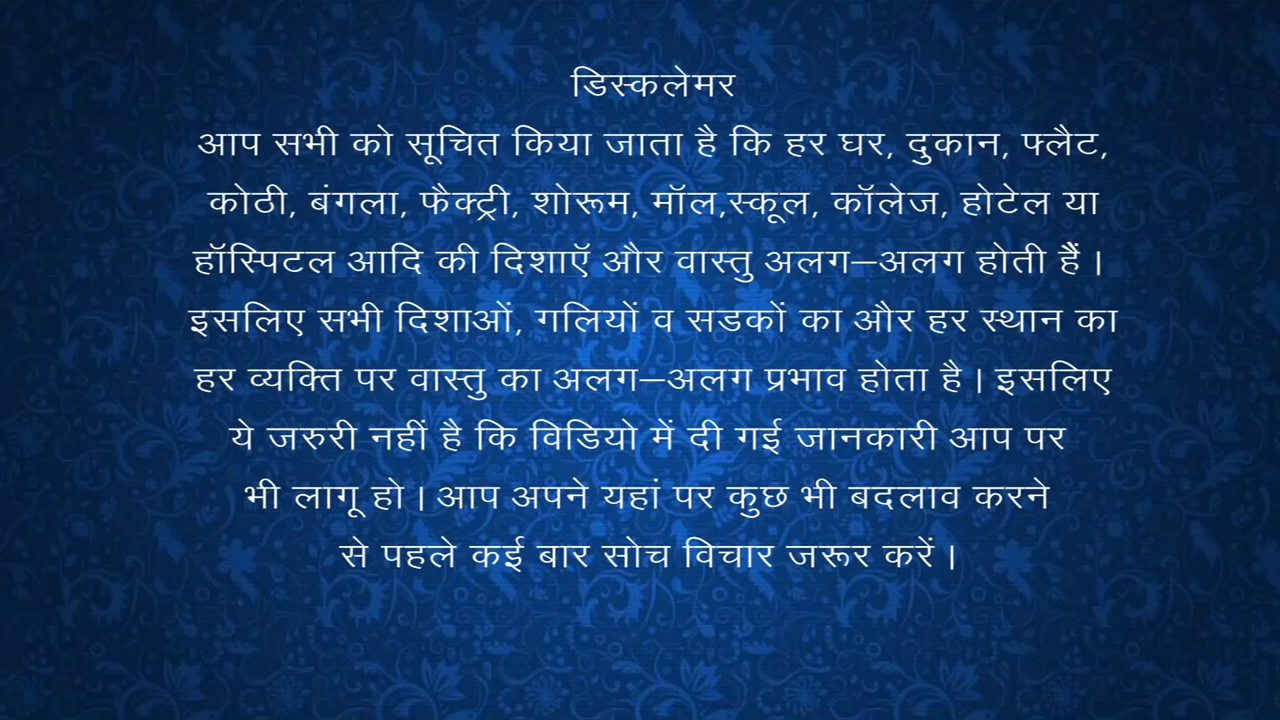 डिस्कलेमर
आप सभी को सूचित किया जाता है कि हर घर, दुकान, फ्लैट,
कोठी, बंगला, फैक्ट्री, शोरूम, मॉल,स्कूल, कॉलेज, होटेल या
हॉस्पिटल आदि की दिशाऍ और वास्तु अलग–अलग होती हैं।
इसलिए सभी दिशाओं, गलियों व सडकों का और हर स्थान का
हर व्यक्ति पर वास्तु का अलग–अलग प्रभाव होता है। इसलिए
ये जरुरी नहीं है कि विडियो में दी गई जानकारी आप पर
भी लागू हो। आप अपने यहां पर कुछ भी बदलाव करने
से पहले कई बार सोच विचार जरूर करें।